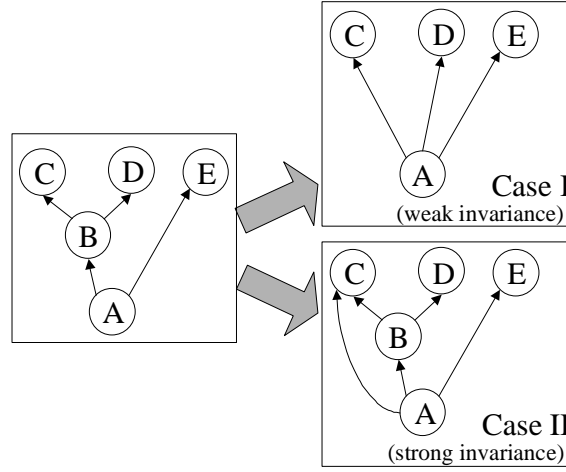 C D E
B
A
C D E
A
Case I
(weak invariance)
C D E
B
A
Case II
(strong invariance)